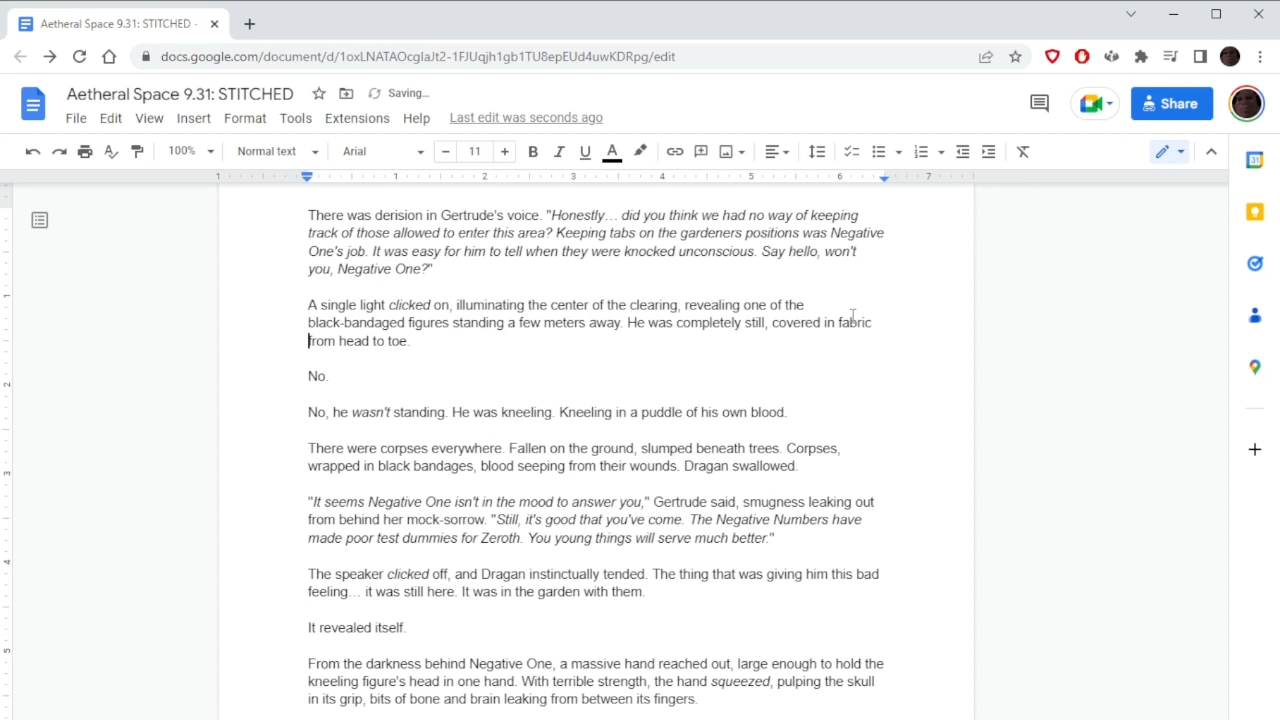 Aetheral Space 9.31: STITCHED -
docs.google.com/document/d/1oxLNATAOcglaJt2-1FJUqjh1gb1TU8epEUd4uwKDRpg/edit
Aetheral Space 9.31: STITCHED
Saving…
File Edit View Insert Format Tools Extensions Help Last edit was seconds ago
Share
100% Normal text Arial 11
1 1 2 3 4 5 6 7
There was derision in Gertrude's voice. "Honestly… did you think we had no way of keeping
track of those allowed to enter this area? Keeping tabs on the gardeners positions was Negative
One's job. It was easy for him to tell when they were knocked unconscious. Say hello, won't
you, Negative One?"
A single light clicked on, illuminating the center of the clearing, revealing one of the
black-bandaged figures standing a few meters away. He was completely still, covered in fabric
from head to toe.
No.
No, he wasn't standing. He was kneeling. Kneeling in a puddle of his own blood.
There were corpses everywhere. Fallen on the ground, slumped beneath trees. Corpses,
wrapped in black bandages, blood seeping from their wounds. Dragan swallowed.
"It seems Negative One isn't in the mood to answer you," Gertrude said, smugness leaking out
from behind her mock-sorrow. "Still, it's good that you've come. The Negative Numbers have
made poor test dummies for Zeroth. You young things will serve much better."
The speaker clicked off, and Dragan instinctually tended. The thing that was giving him this bad
feeling… it was still here. It was in the garden with them.
It revealed itself.
From the darkness behind Negative One, a massive hand reached out, large enough to hold the
kneeling figure's head in one hand. With terrible strength, the hand squeezed, pulping the skull
in its grip, bits of bone and brain leaking from between its fingers.
1
2
3
4
5
31